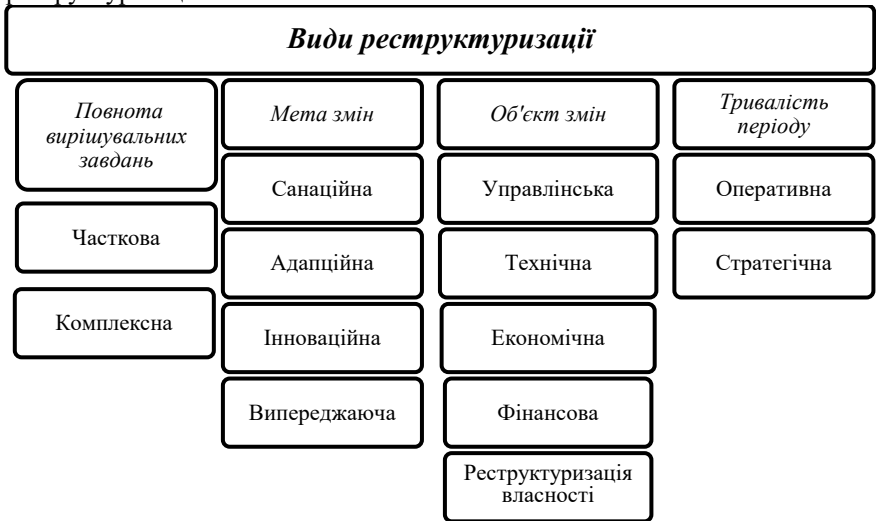 Види реструктуризації
Повнота
вирішувальних
завдань
Часткова
Комплексна
Мета змін
Санаційна
Адапційна
Інноваційна
Випереджаюча
Об'єкт змін
Управлінська
Технічна
Економічна
Фінансова
Реструктуризація
власності
Тривалість
періоду
Оперативна
Стратегічна